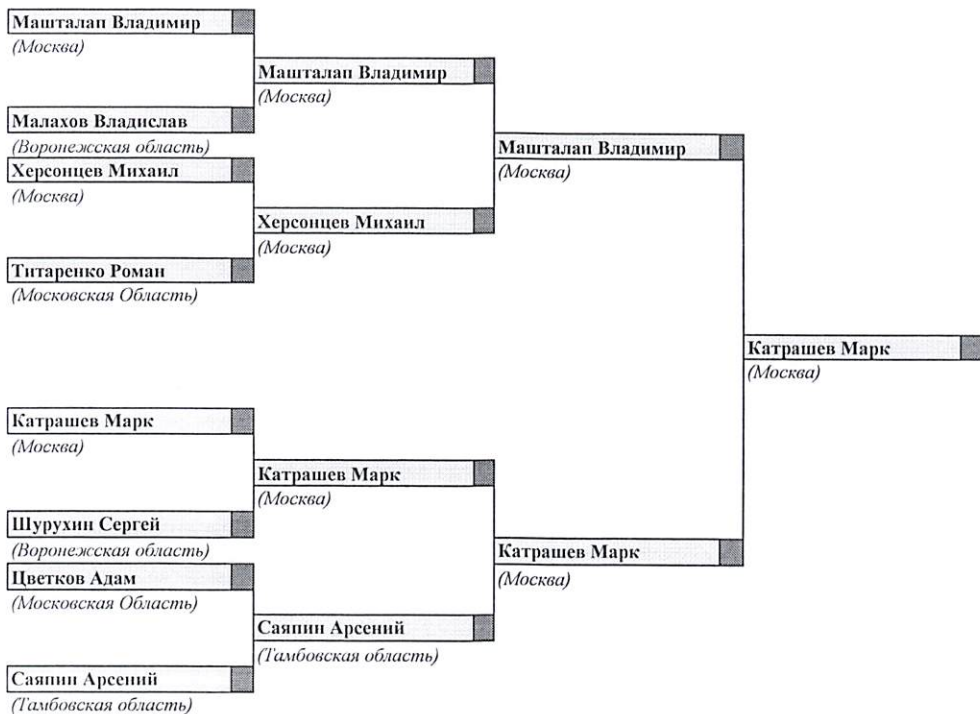 Машталап Владимир
(Москва)
Малахов Владислав
(Воронежская область)
Херсонцев Михаил
(Москва)
Титаренко Роман
(Московская Область)
Катрашев Марк
(Москва)
Шурухин Сергей
(Воронежская область)
Цветков Адам
(Московская Область)
Саяпин Арсений
(Тамбовская область)
Машталап Владимир
(Москва)
Херсонцев Михаил
(Москва)
Катрашев Марк
(Москва)
Саяпин Арсений
(Тамбовская область)
Машталап Владимир
(Москва)
Катрашев Марк
(Москва)
Катрашев Марк
(Москва)